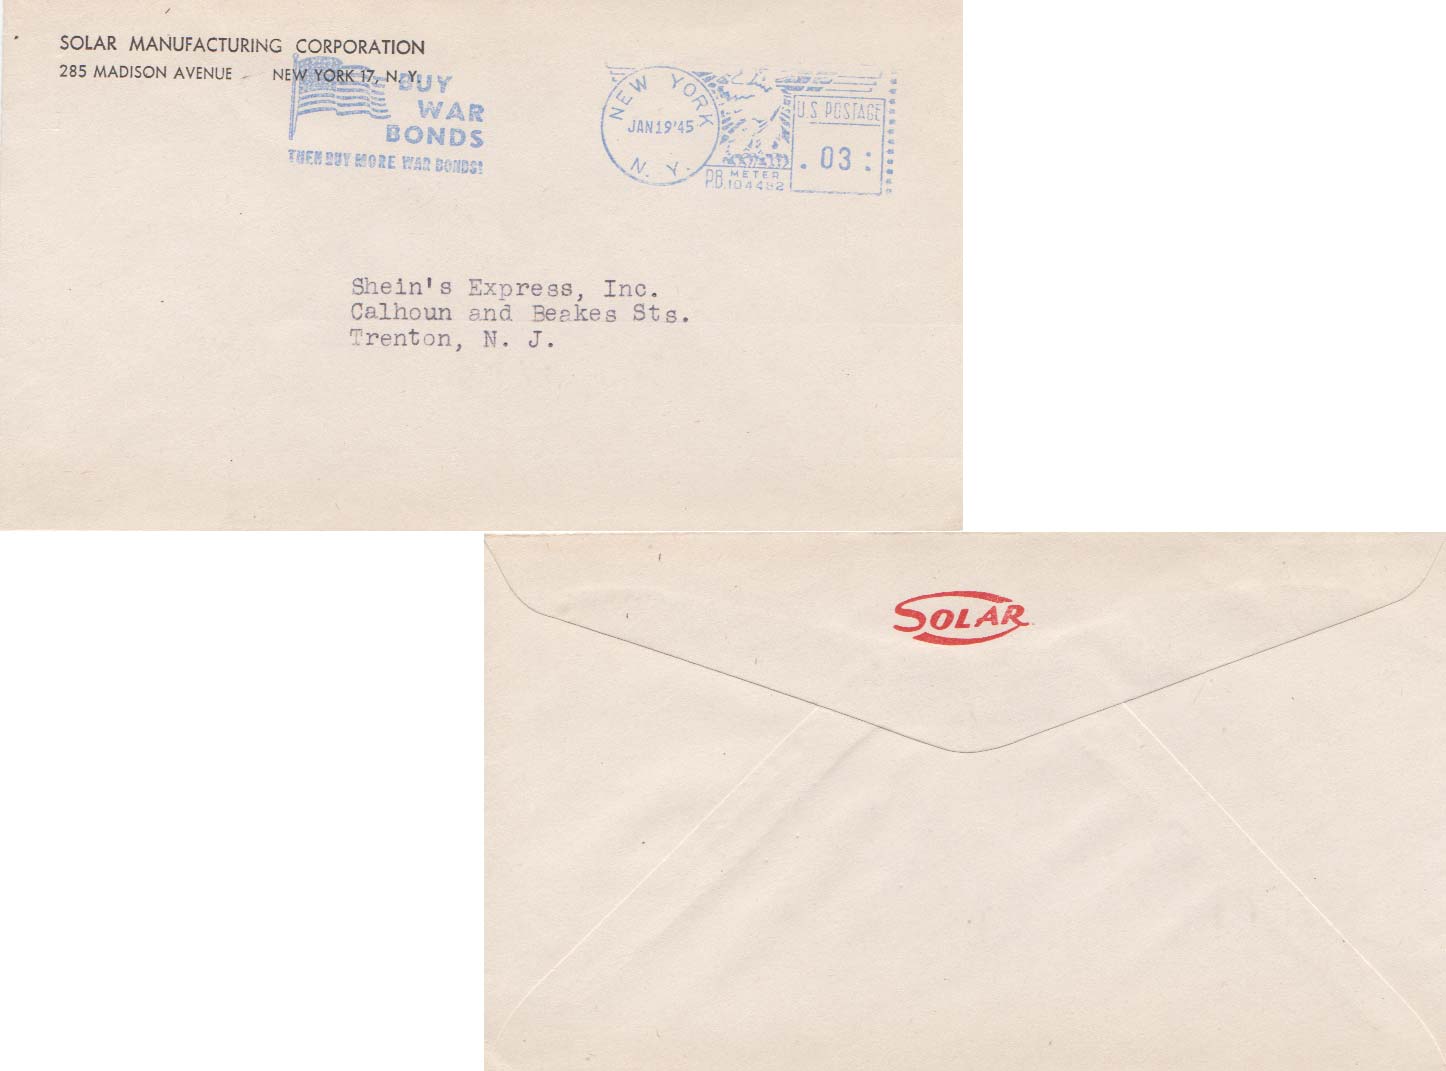 SOLAR MANUFACTURING CORPORATION
285 MADISON AVENUE NEW YORK 17, N. Y.
BUY
WAR
BONDS
THEN BUY MORE WAR BONDS!
NEW YORK
JAN 19 '45
N. Y.
P.B. METER
104482
U.S. POSTAGE
.03:
Shein's Express, Inc.
Calhoun and Beakes Sts.
Trenton, N. J.
SOLAR